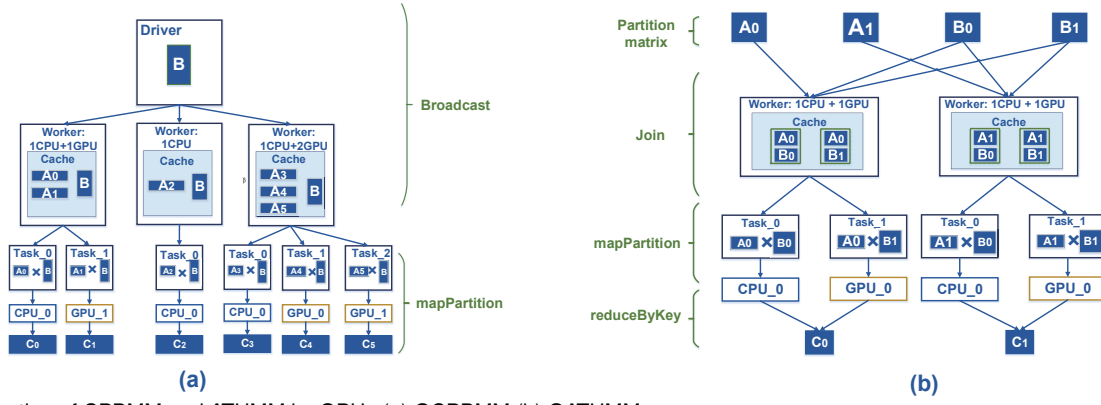 Driver
B
Broadcast
Worker:
1CPU+1GPU
Cache
A0
A1
B
Worker:
1CPU
Cache
A2
B
Worker:
1CPU+2GPU
Cache
A3
A4
A5
B
β
Task_0
A0 × B
Task_1
A1 × B
Task_0
A2 × B
Task_0
A3 × B
Task_1
A4 × B
Task_2
A5 × B
mapPartition
CPU_0
GPU_1
CPU_0
CPU_0
GPU_0
GPU_1
C0
C1
C2
C3
C4
C5
(a)
Partition
matrix
A0
A1
B0
B1
Join
Worker: 1CPU + 1GPU
Cache
A0
B0
A0
B1
Worker: 1CPU + 1GPU
Cache
A1
B0
A1
B1
mapPartition
Task_0
A0 × B0
Task_1
A0 × B1
Task_0
A1 × B0
Task_1
A1 × B1
reduceByKey
CPU_0
GPU_0
CPU_0
GPU_0
C0
C1
(b)